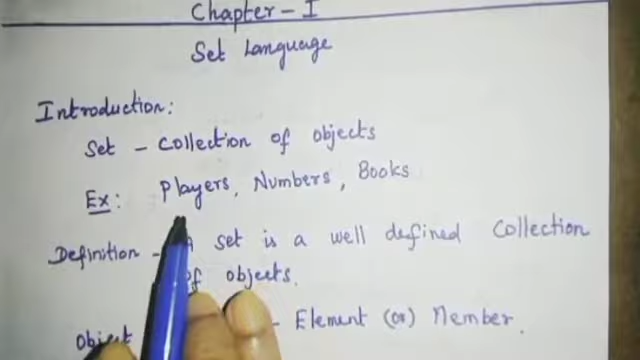 Chapter - I
Set Language
Introduction:
Set - Collection of objects
Ex: Players, Numbers, Books
Definition - A set is a well defined Collection
of objects.
Object - Element (or) Member.